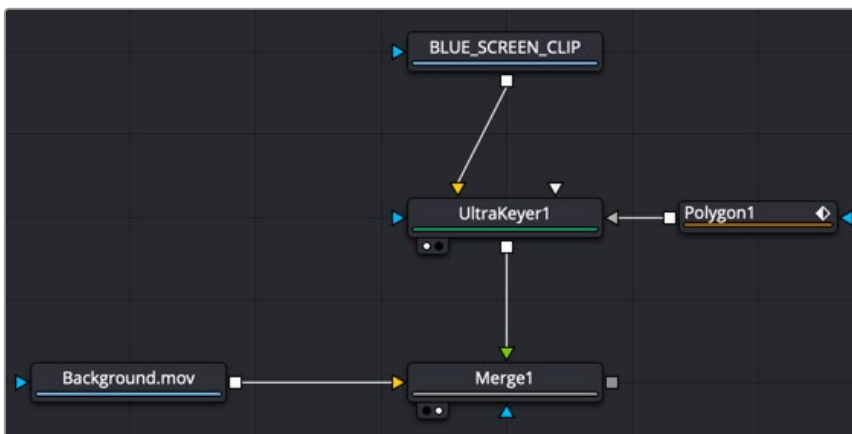 BLUE_SCREEN_CLIP
UltraKeyer1
Polygon1
Background.mov
Merge1